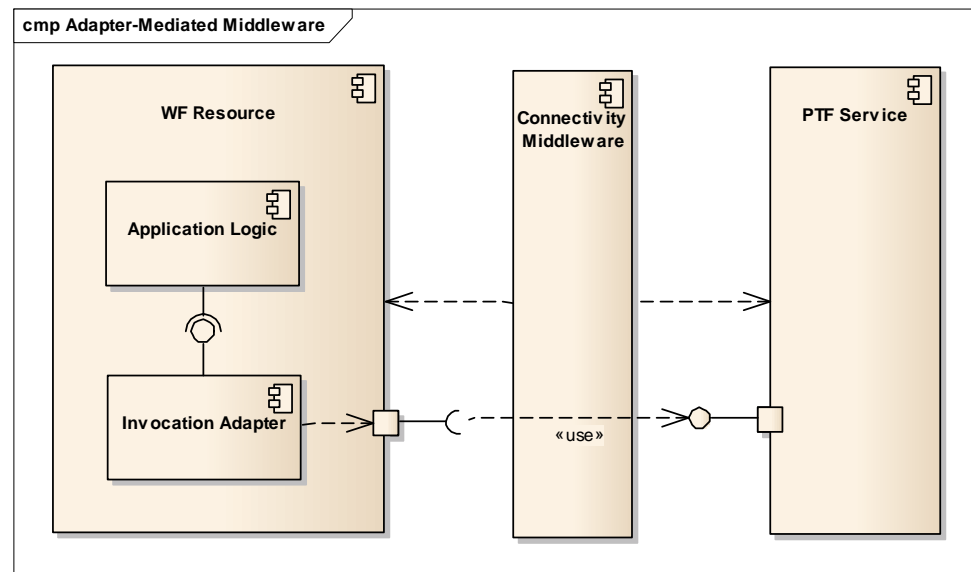 cmp Adapter-Mediated Middleware
WF Resource
Connectivity
Middleware
PTF Service
Application Logic
Invocation Adapter
«use»